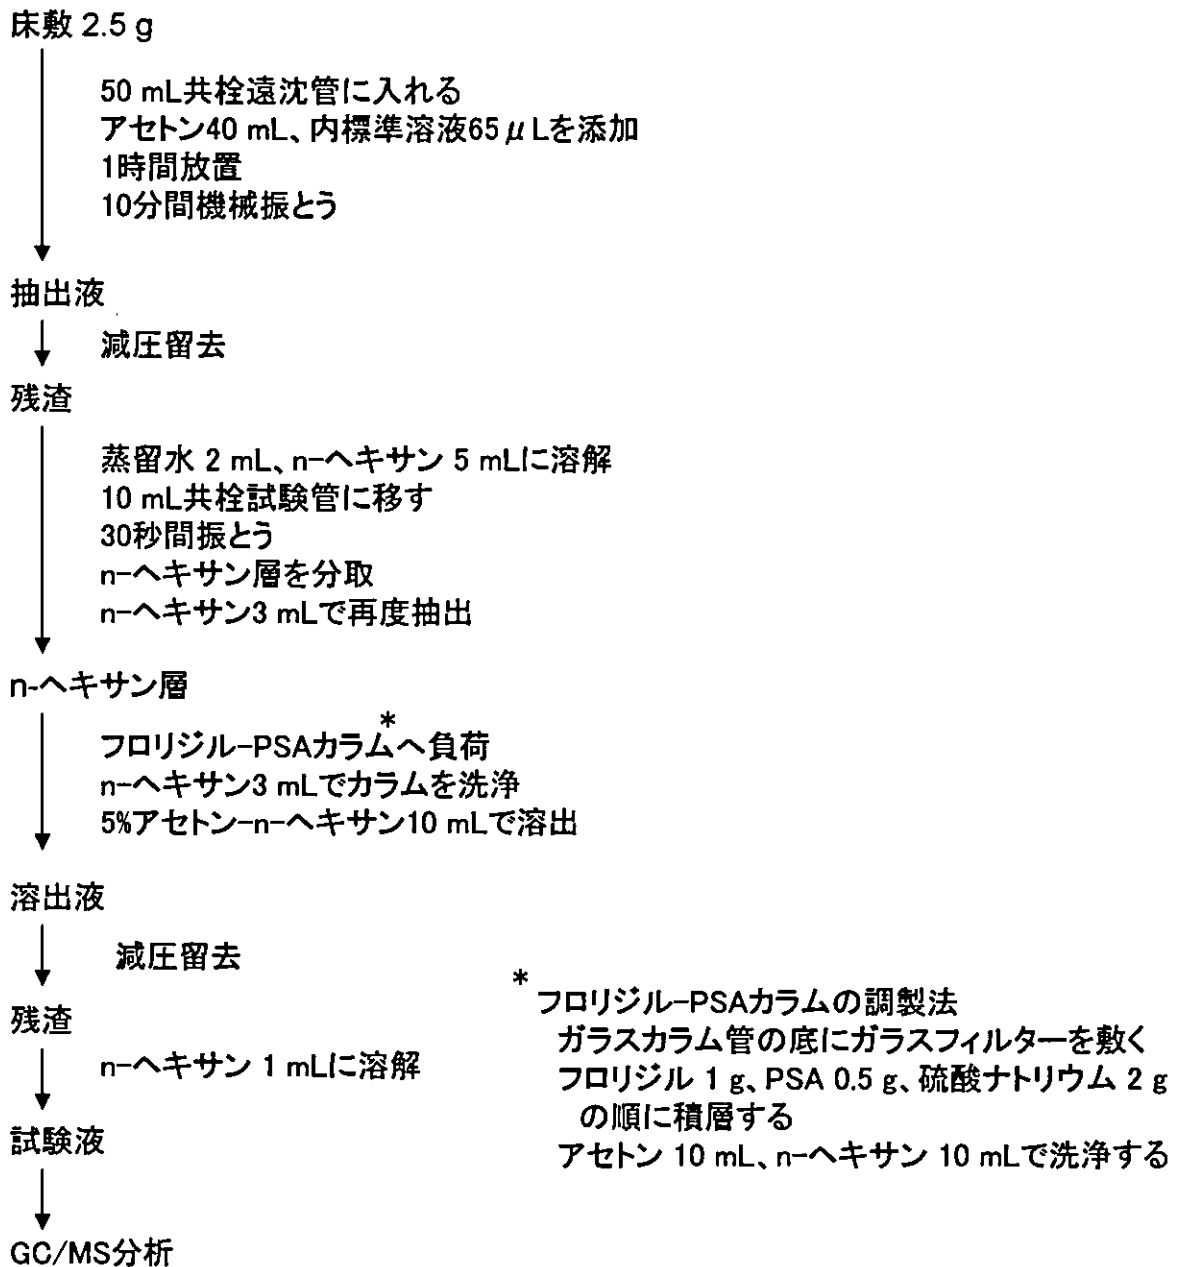 床敷 2.5 g
50 mL共栓遠沈管に入れる
アセトン40 mL、内標準溶液65μLを添加
1時間放置
10分間機械振とう
抽出液
減圧留去
残渣
蒸留水 2 mL、n-ヘキサン 5 mLに溶解
10 mL共栓試験管に移す
30秒間振とう
n-ヘキサン層を分取
n-ヘキサン3 mLで再度抽出
n-ヘキサン層
フロリジル-PSAカラム*へ負荷
n-ヘキサン3 mLでカラムを洗浄
5%アセトン-n-ヘキサン10 mLで溶出
溶出液
減圧留去
残渣
n-ヘキサン 1 mLに溶解
試験液
GC/MS分析
* フロリジル-PSAカラムの調製法
ガラスカラム管の底にガラスフィルターを敷く
フロリジル 1 g、PSA 0.5 g、硫酸ナトリウム 2 g
の順に積層する
アセトン 10 mL、n-ヘキサン 10 mLで洗浄する